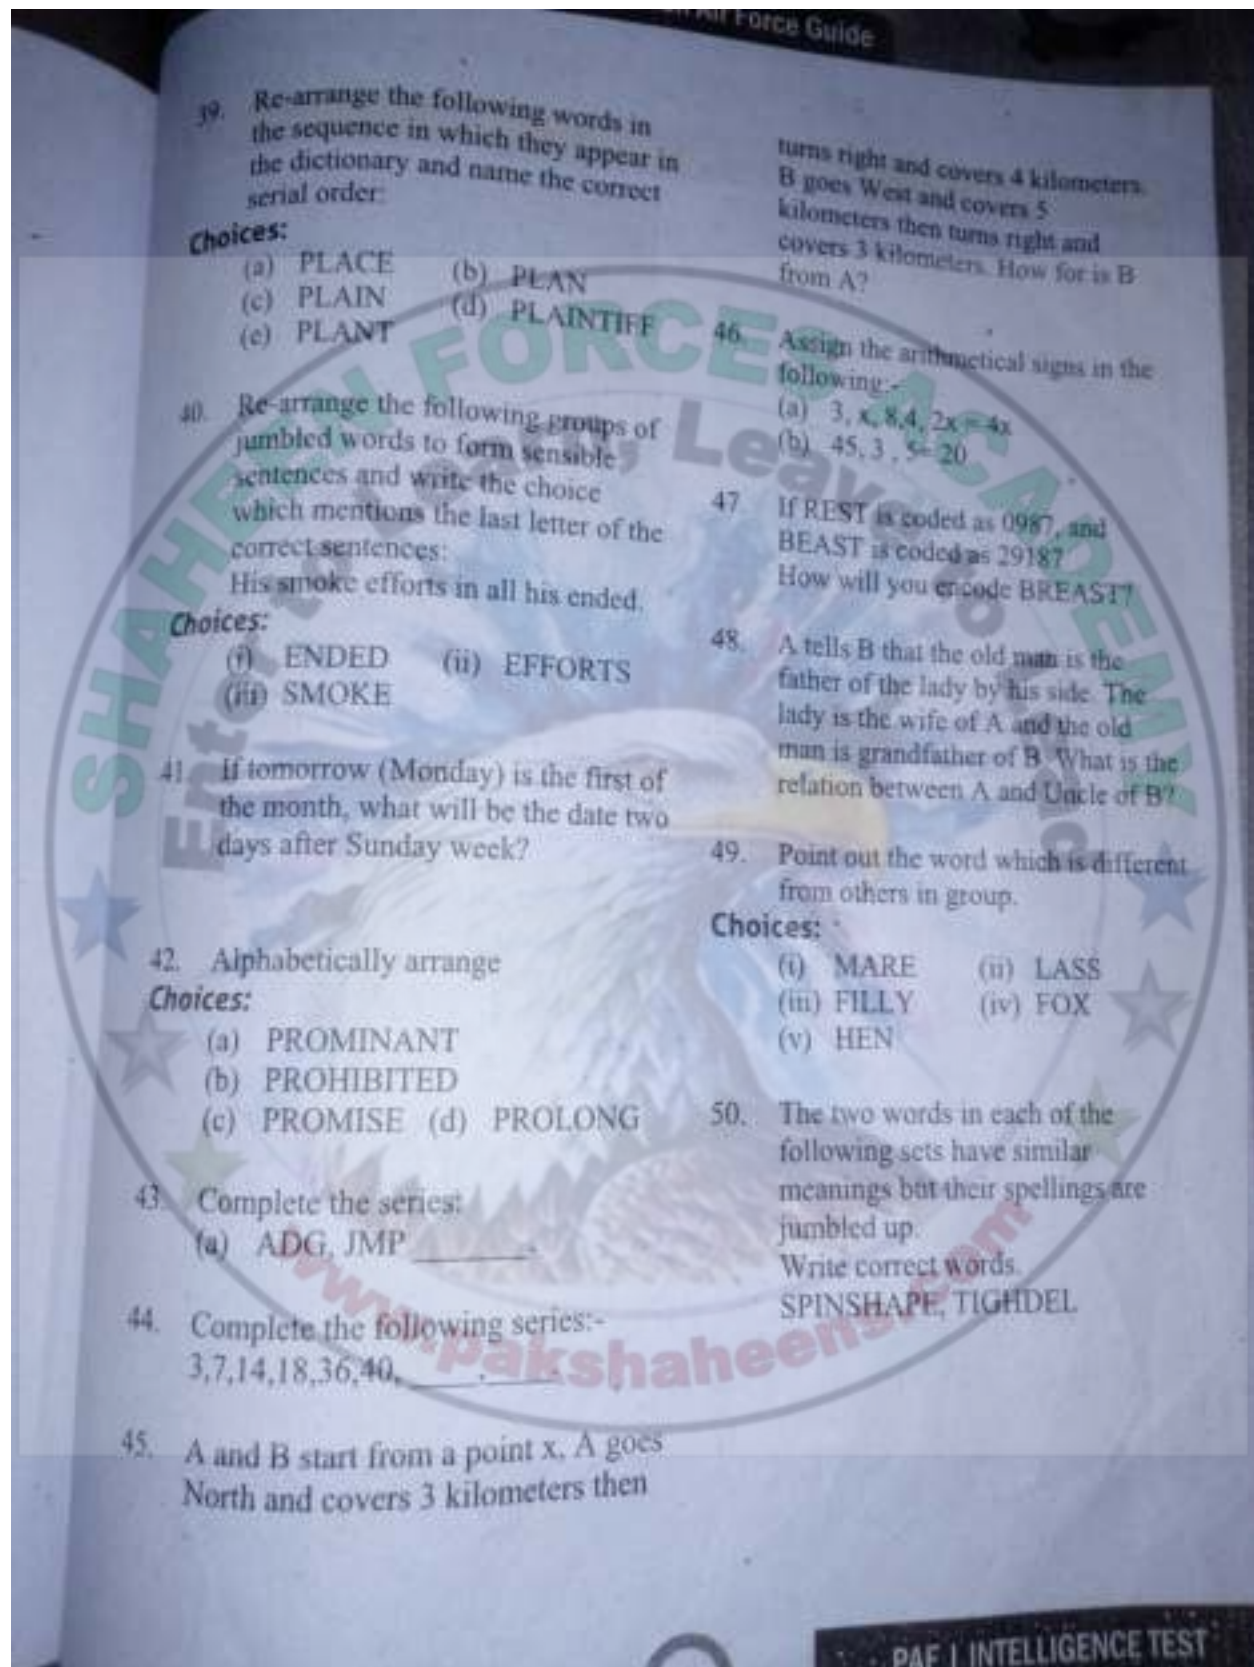 Air Force Guide
39. Re-arrange the following words in
the sequence in which they appear in
the dictionary and name the correct
serial order:
Choices:
(a) PLACE (b) PLAN
(c) PLAIN (d) PLAINTIFF
(e) PLANT
40. Re-arrange the following groups of
jumbled words to form sensible
sentences and write the choice
which mentions the last letter of the
correct sentences:
His smoke efforts in all his ended.
Choices:
(i) ENDED (ii) EFFORTS
(iii) SMOKE
41. If tomorrow (Monday) is the first of
the month, what will be the date two
days after Sunday week?
42. Alphabetically arrange
Choices:
(a) PROMINANT
(b) PROHIBITED
(c) PROMISE (d) PROLONG
43. Complete the series:
(a) ADG, JMP ________.
44. Complete the following series:-
3,7,14,18,36,40,_____.______
45. A and B start from a point x, A goes
North and covers 3 kilometers then
turns right and covers 4 kilometers.
B goes West and covers 5
kilometers then turns right and
covers 3 kilometers. How for is B
from A?
46. Assign the arithmetical signs in the
following:-
(a) 3, x, 8,4, 2x = 4x
(b) 45, 3 , 5= 20
47. If REST is coded as 0987, and
BEAST is coded as 29187
How will you encode BREAST?
48. A tells B that the old man is the
father of the lady by his side. The
lady is the wife of A and the old
man is grandfather of B. What is the
relation between A and Uncle of B?
49. Point out the word which is different
from others in group.
Choices:
(i) MARE (ii) LASS
(iii) FILLY (iv) FOX
(v) HEN
50. The two words in each of the
following sets have similar
meanings but their spellings are
jumbled up.
Write correct words.
SPINSHAPE, TIGHDEL
PAF | INTELLIGENCE TEST
SHAHEEN FORCES ACADEMY
Enter to Learn, Leave to Lead
www.pakshaheens.com